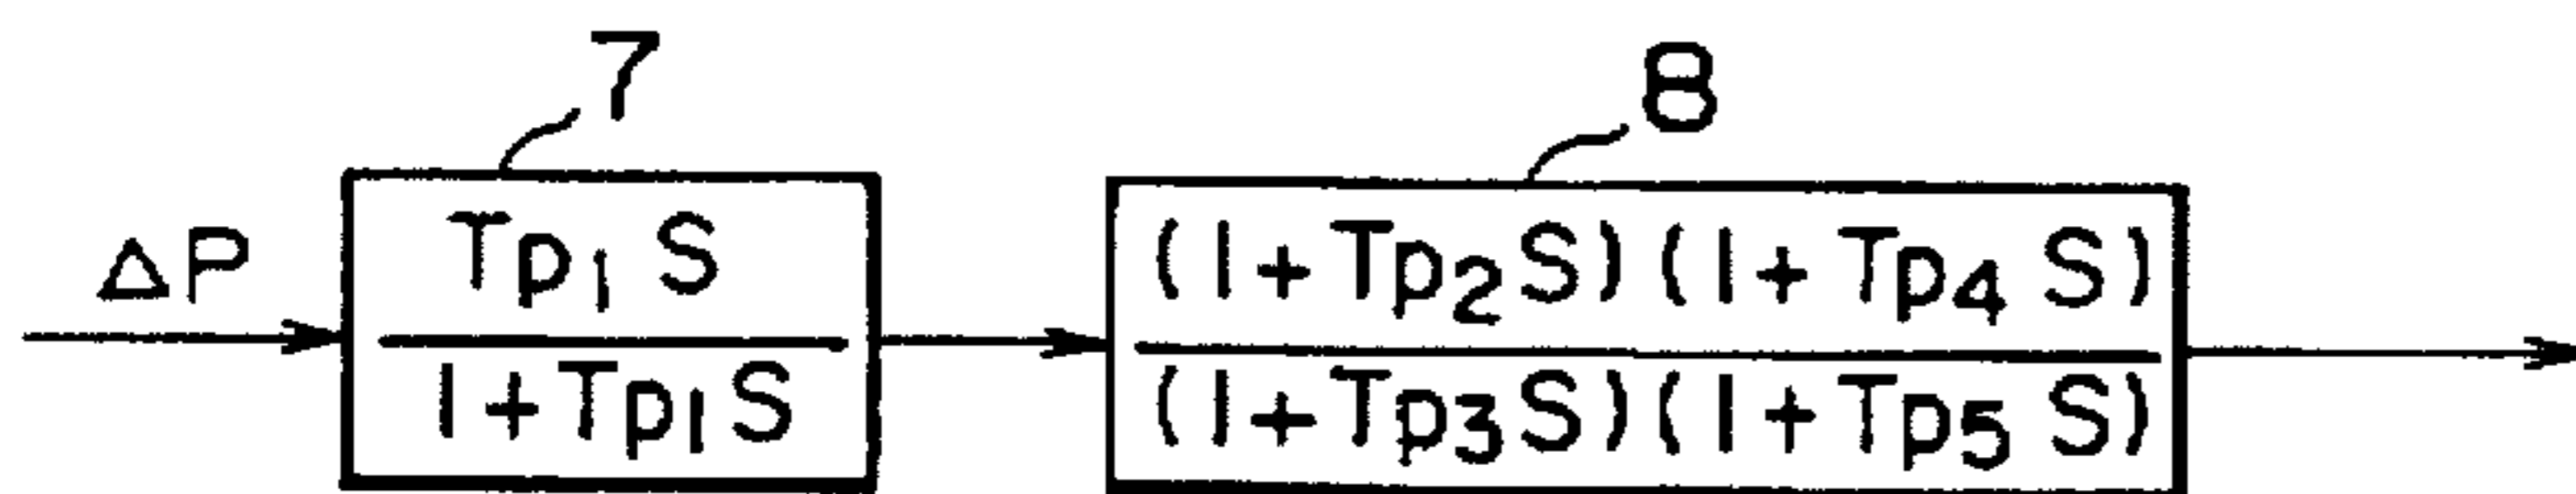 7
8
ΔP
Tp1 S
1+Tp1S
(1+Tp2S)(1+Tp4 S)
(1+Tp3S)(1+Tp5 S)